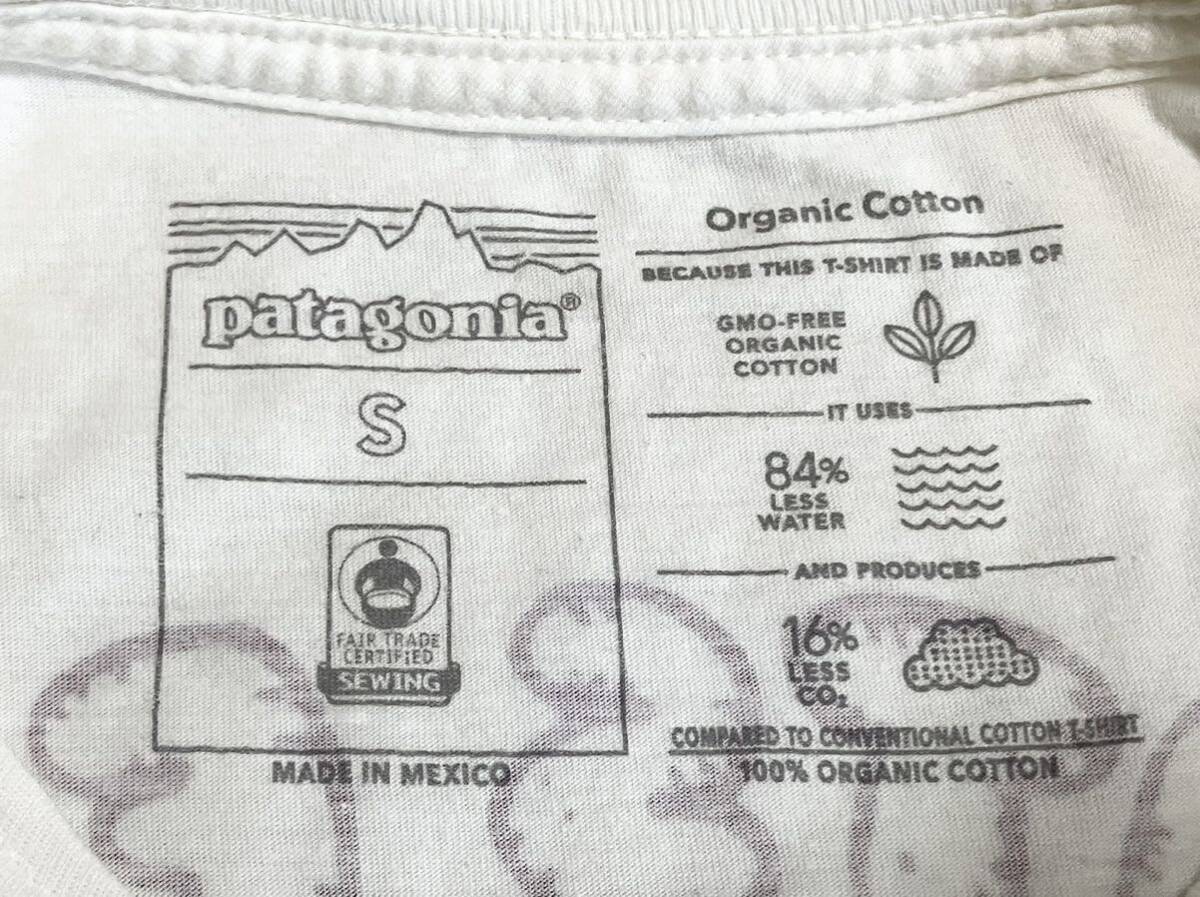 patagonia®
S
FAIR TRADE
CERTIFIED
SEWING
MADE IN MEXICO
Organic Cotton
BECAUSE THIS T-SHIRT IS MADE OF
GMO-FREE
ORGANIC
COTTON
IT USES
84%
LESS
WATER
AND PRODUCES
16%
LESS
CO₂
COMPARED TO CONVENTIONAL COTTON T-SHIRT
100% ORGANIC COTTON